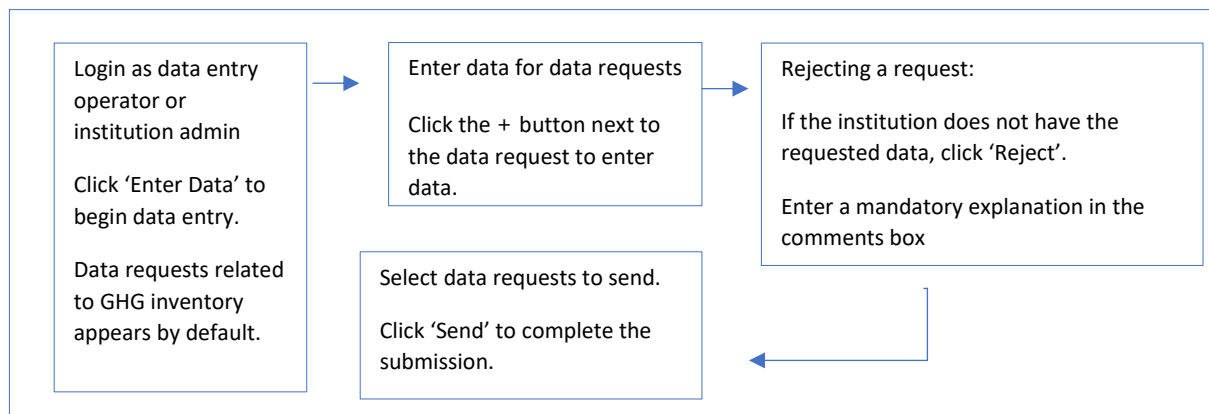 Login as data entry
operator or
institution admin
Click ‘Enter Data’ to
begin data entry.
Data requests related
to GHG inventory
appears by default.
Enter data for data requests
Click the + button next to
the data request to enter
data.
Rejecting a request:
If the institution does not have the
requested data, click ‘Reject’.
Enter a mandatory explanation in the
comments box
Select data requests to send.
Click ‘Send’ to complete the
submission.